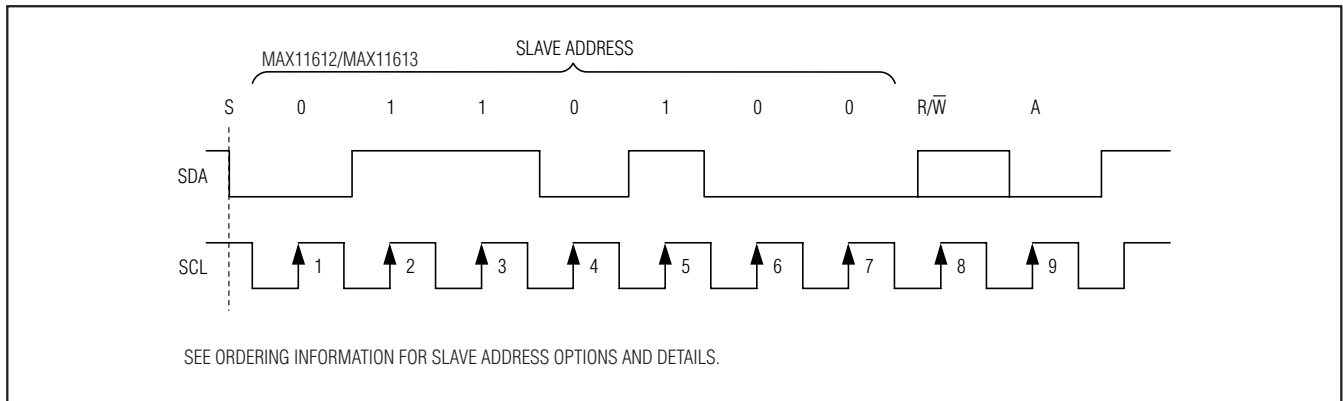 SLAVE ADDRESS
MAX11612/MAX11613
S 0 1 1 0 1 0 0 R/W̅ A
SDA
SCL 1 2 3 4 5 6 7 8 9
SEE ORDERING INFORMATION FOR SLAVE ADDRESS OPTIONS AND DETAILS.